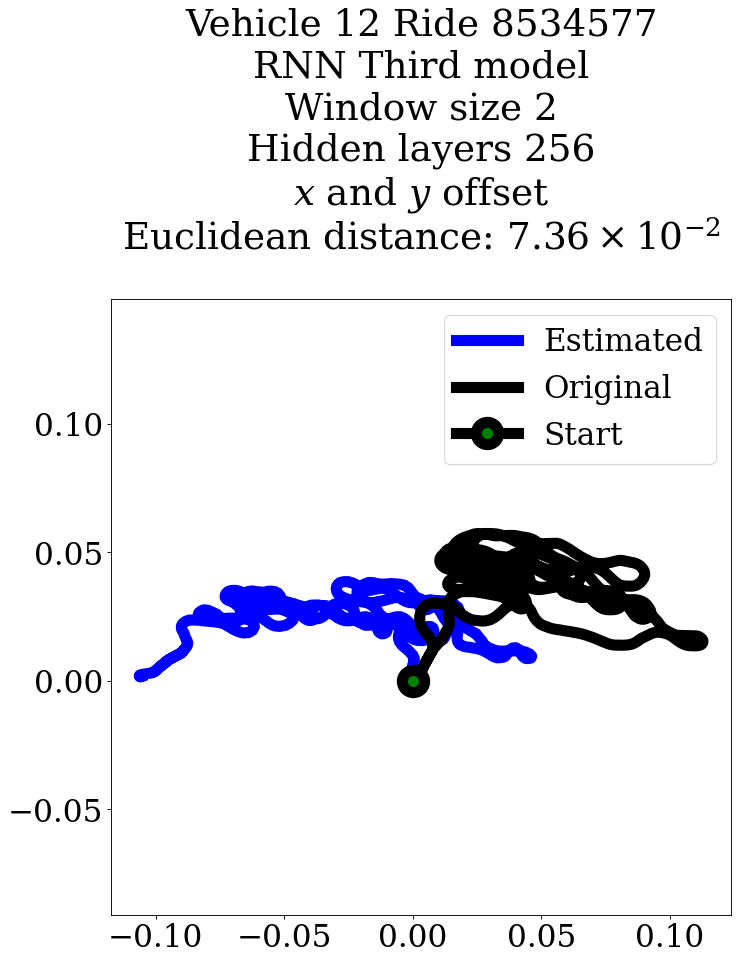 Vehicle 12 Ride 8534577
RNN Third model
Window size 2
Hidden layers 256
x and y offset
Euclidean distance: 7.36 × 10⁻²
Estimated
Original
Start
0.10
0.05
0.00
−0.05
−0.10 −0.05 0.00 0.05 0.10